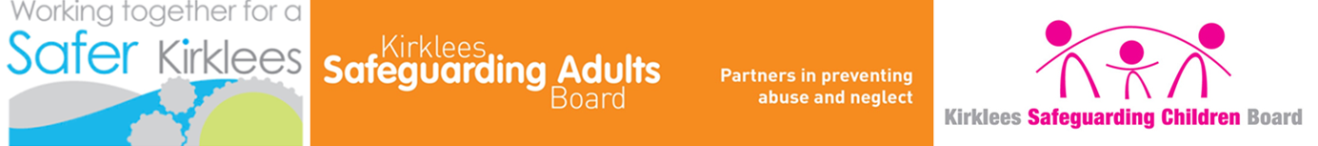 Working together for a
Safer Kirklees
Kirklees
Safeguarding Adults
Board
Partners in preventing
abuse and neglect
Kirklees Safeguarding Children Board